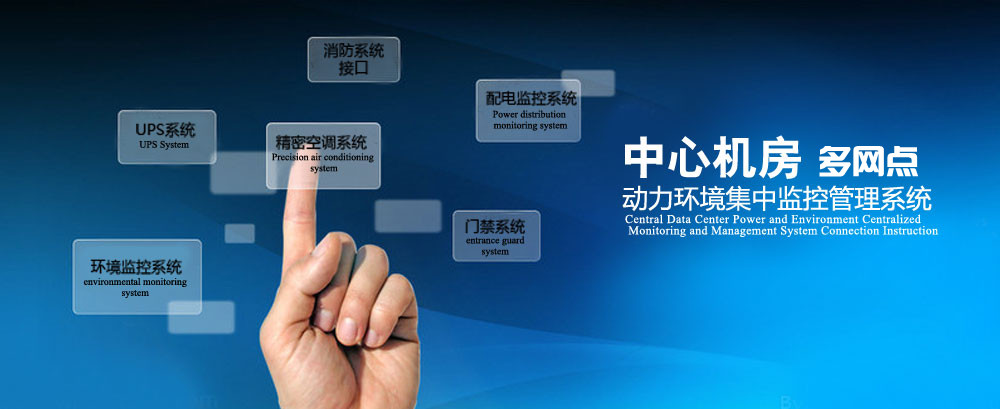 消防系统
接口
配电监控系统
Power distribution
monitoring system
UPS系统
UPS System
精密空调系统
Precision air conditioning
system
门禁系统
entrance guard
system
环境监控系统
environmental monitoring
system
中心机房 多网点
动力环境集中监控管理系统
Central Data Center Power and Environment Centralized
Monitoring and Management System Connection Instruction